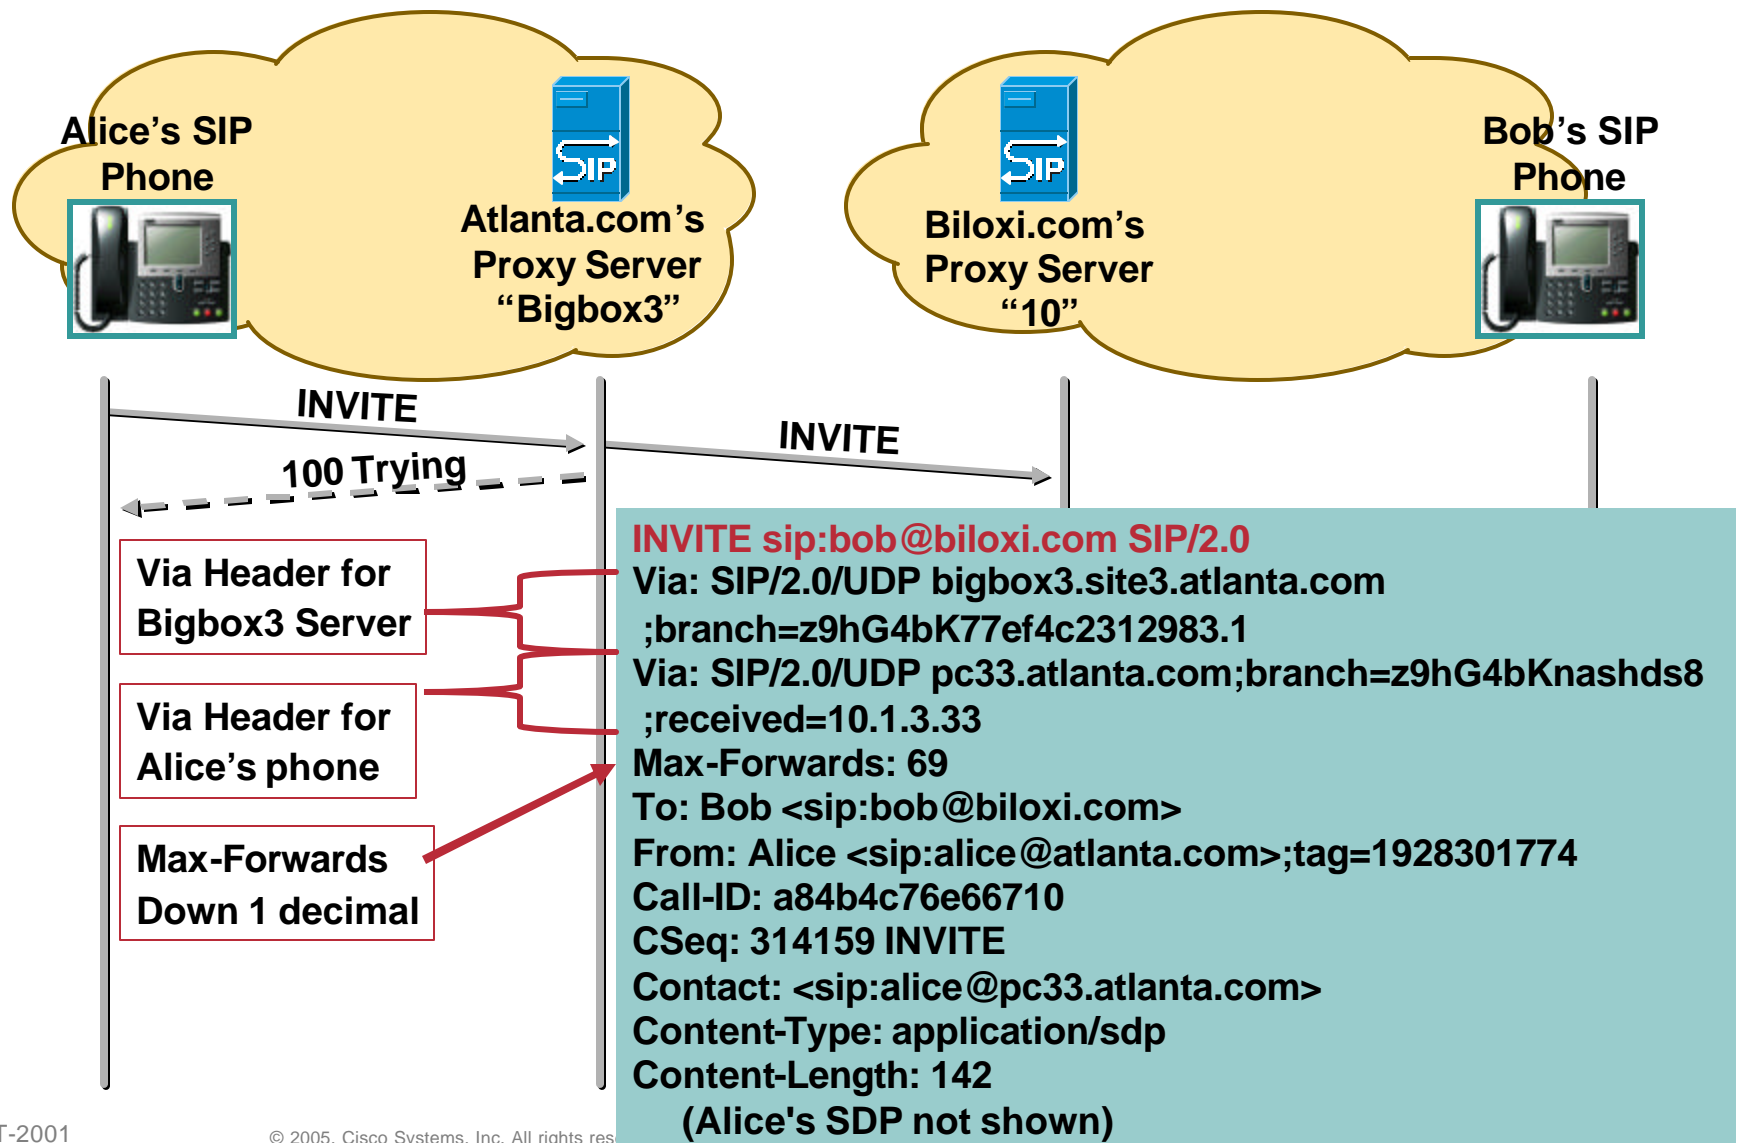 Alice's SIP
Phone
SIP
Atlanta.com's
Proxy Server
“Bigbox3”
SIP
Biloxi.com's
Proxy Server
“10”
Bob's SIP
Phone
INVITE
INVITE
100 Trying
Via Header for
Bigbox3 Server
Via Header for
Alice's phone
Max-Forwards
Down 1 decimal
INVITE sip:bob@biloxi.com SIP/2.0
Via: SIP/2.0/UDP bigbox3.site3.atlanta.com
;branch=z9hG4bK77ef4c2312983.1
Via: SIP/2.0/UDP pc33.atlanta.com;branch=z9hG4bKnashds8
;received=10.1.3.33
Max-Forwards: 69
To: Bob <sip:bob@biloxi.com>
From: Alice <sip:alice@atlanta.com>;tag=1928301774
Call-ID: a84b4c76e66710
CSeq: 314159 INVITE
Contact: <sip:alice@pc33.atlanta.com>
Content-Type: application/sdp
Content-Length: 142
(Alice's SDP not shown)
T-2001
© 2005, Cisco Systems, Inc. All rights res